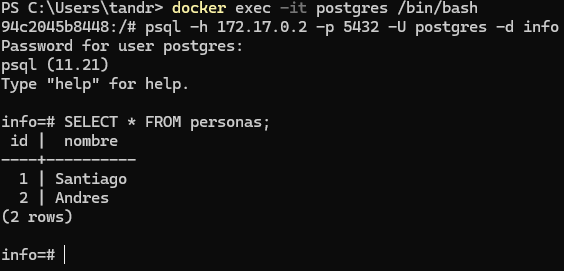 PS C:\Users\tandr> docker exec -it postgres /bin/bash
94c2045b8448:/# psql -h 172.17.0.2 -p 5432 -U postgres -d info
Password for user postgres:
psql (11.21)
Type "help" for help.

info=# SELECT * FROM personas;
 id |  nombre
----+----------
  1 | Santiago
  2 | Andres
(2 rows)

info=#